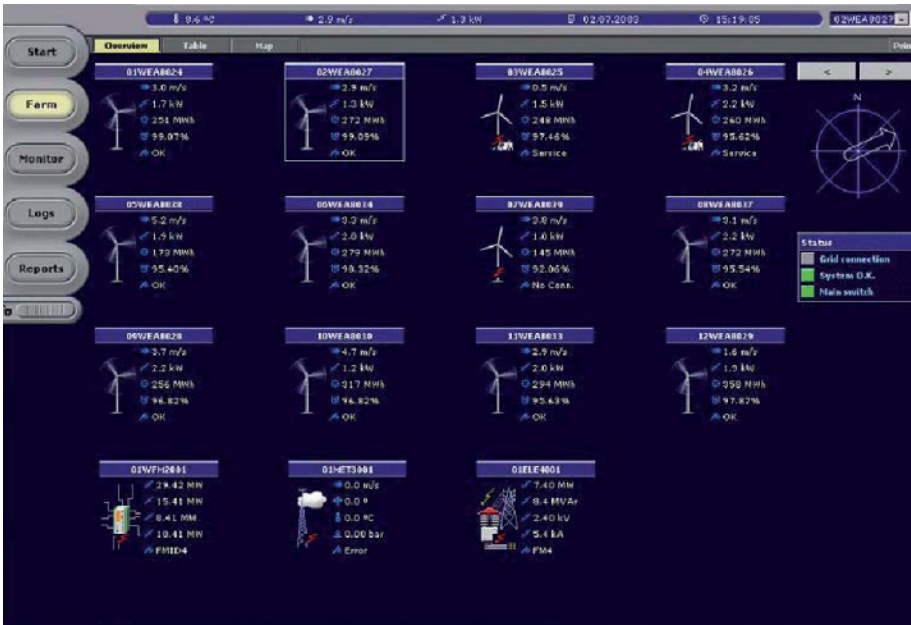 8.6 °C 2.9 m/s 1.3 kW 02/07/2003 15:19:05 02WEA8027
Start
Farm
Monitor
Logs
Reports
Overview Table Map
01WEA8024
3.0 m/s
1.7 kW
251 MWh
99.07%
OK
02WEA8027
2.9 m/s
1.3 kW
272 MWh
99.09%
OK
03WEA8025
0.5 m/s
1.5 kW
248 MWh
97.46%
Service
04WEA8026
3.2 m/s
2.2 kW
260 MWh
95.62%
Service
< >
N
05WEA8038
5.2 m/s
1.9 kW
173 MWh
95.40%
OK
06WEA8034
3.3 m/s
2.0 kW
279 MWh
98.32%
OK
07WEA8039
3.8 m/s
1.0 kW
145 MWh
92.06%
No Conn.
08WEA8037
3.1 m/s
2.2 kW
272 MWh
95.54%
OK
Status
Grid connection
System O.K.
Main switch
09WEA8028
3.7 m/s
2.2 kW
256 MWh
96.82%
OK
10WEA8030
4.7 m/s
1.2 kW
317 MWh
96.82%
OK
11WEA8033
2.9 m/s
2.0 kW
294 MWh
95.63%
OK
12WEA8029
1.6 m/s
1.9 kW
358 MWh
97.87%
OK
01WFM2001
29.42 MW
15.41 MW
8.41 MW
10.41 MW
FMID4
01MET3001
0.0 m/s
0.0 °
0.0 °C
0.00 bar
Error
01ELE4001
7.40 MW
8.4 MVAr
2.40 kV
5.4 kA
FM4